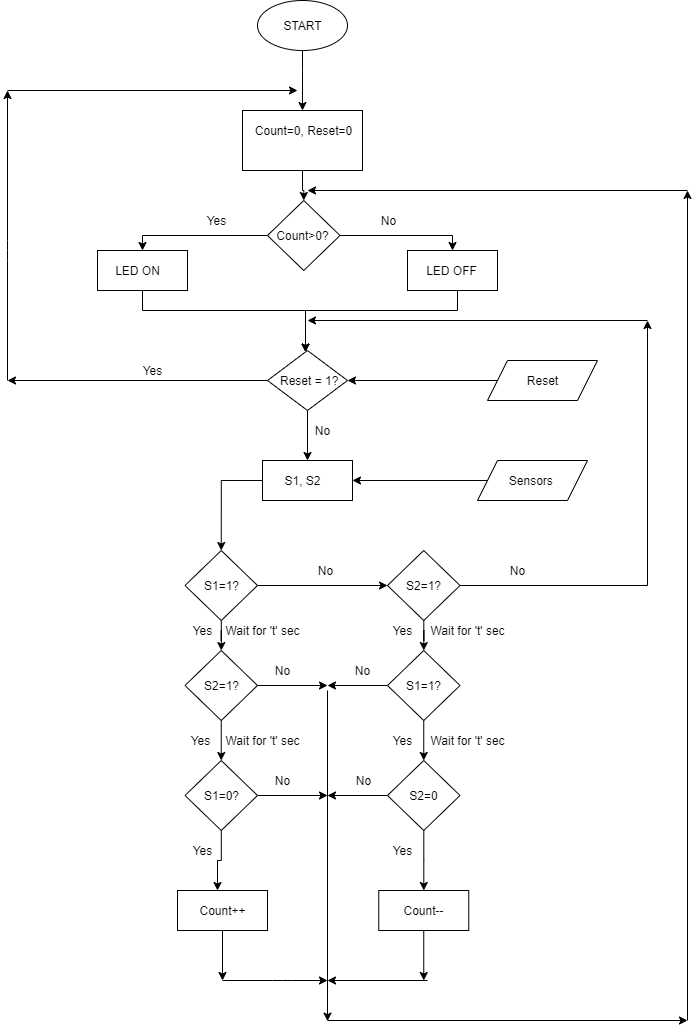 START
Count=0, Reset=0
Yes
No
Count>0?
LED ON
LED OFF
Yes
Reset = 1?
Reset
No
S1, S2
Sensors
S1=1?
No
S2=1?
No
Yes
Wait for 't' sec
Yes
Wait for 't' sec
S2=1?
No
No
S1=1?
Yes
Wait for 't' sec
Yes
Wait for 't' sec
S1=0?
No
No
S2=0
Yes
Yes
Count++
Count--